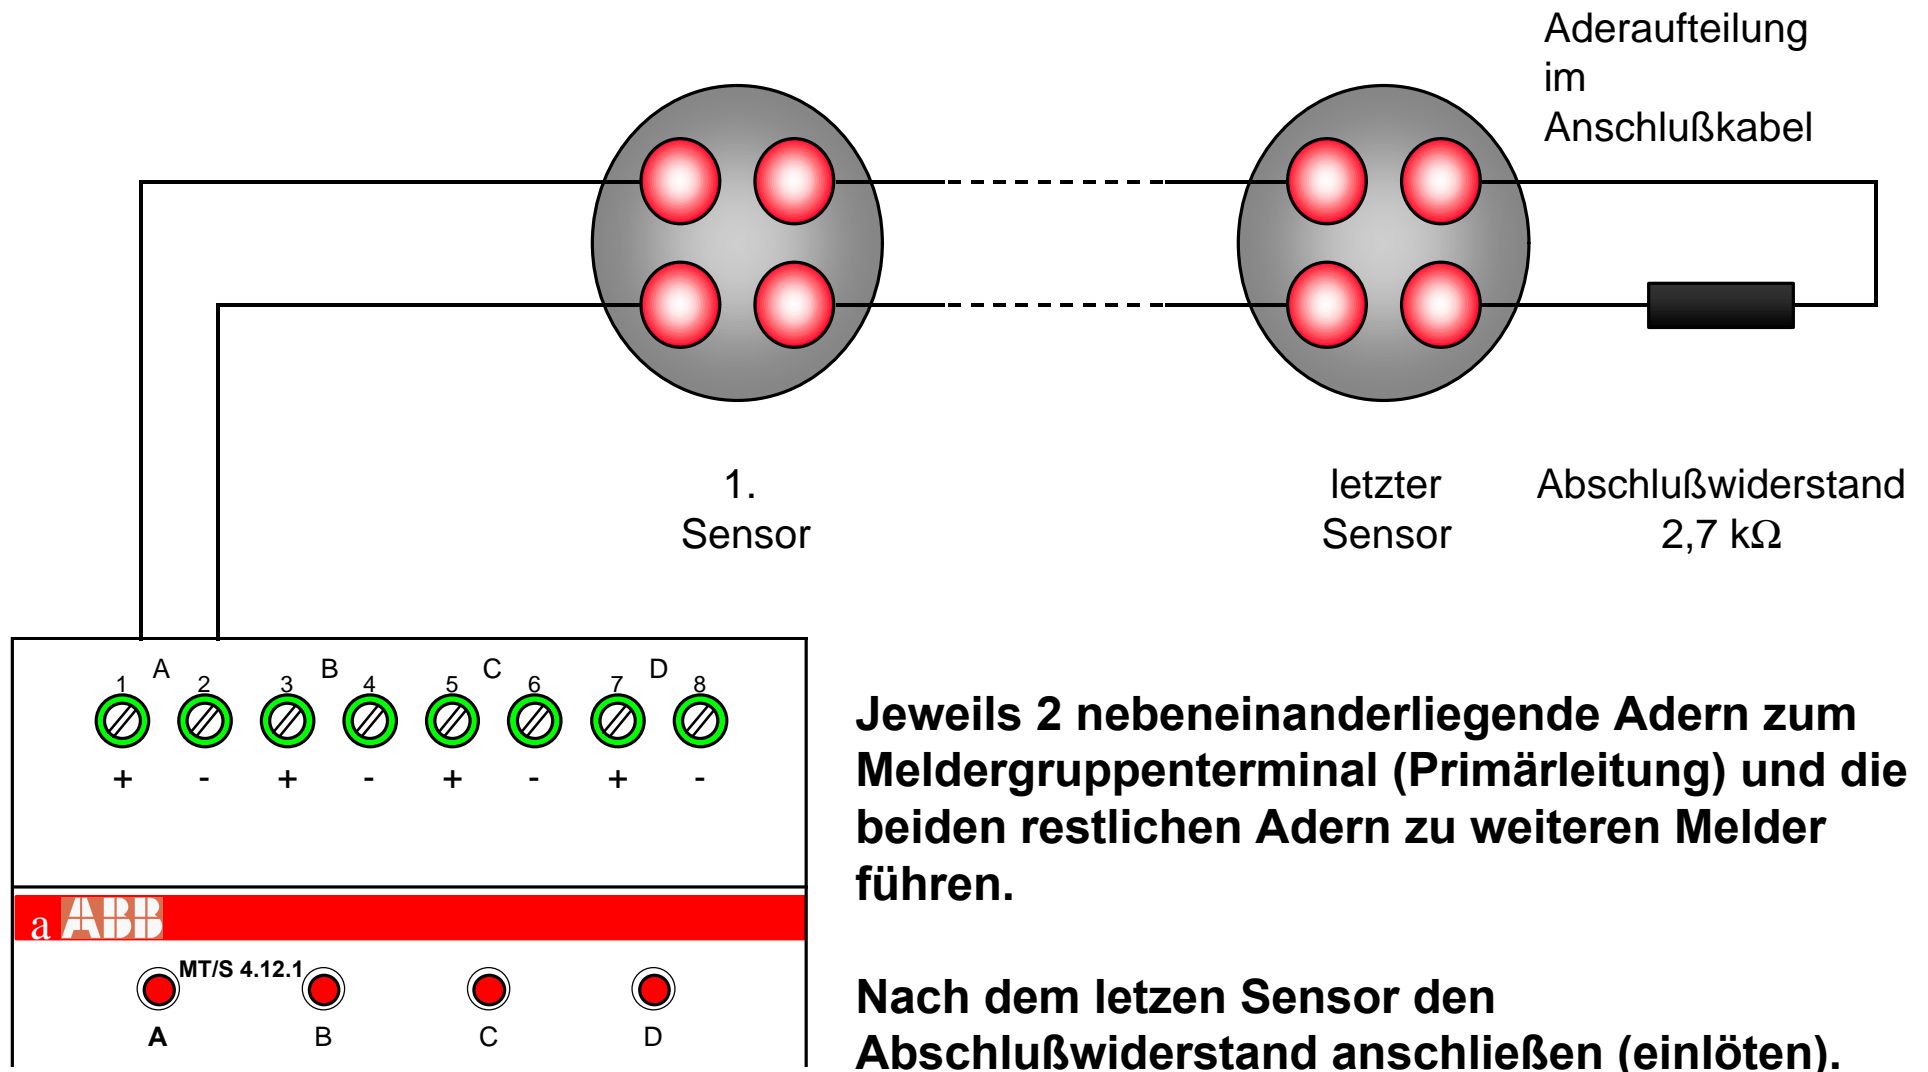 Aderaufteilung
im
Anschlußkabel
1.
Sensor
letzter
Sensor
Abschlußwiderstand
2,7 kΩ
A B C D
1 2 3 4 5 6 7 8
+ - + - + - + -
a ABB
MT/S 4.12.1
A B C D
Jeweils 2 nebeneinanderliegende Adern zum
Meldergruppenterminal (Primärleitung) und die
beiden restlichen Adern zu weiteren Melder
führen.
Nach dem letzen Sensor den
Abschlußwiderstand anschließen (einlöten).